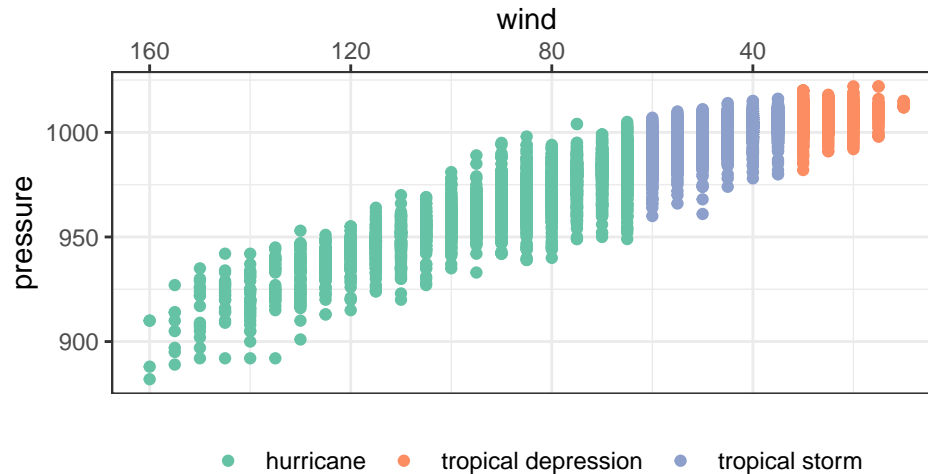 wind
160 120 80 40
pressure
1000
950
900
hurricane tropical depression tropical storm